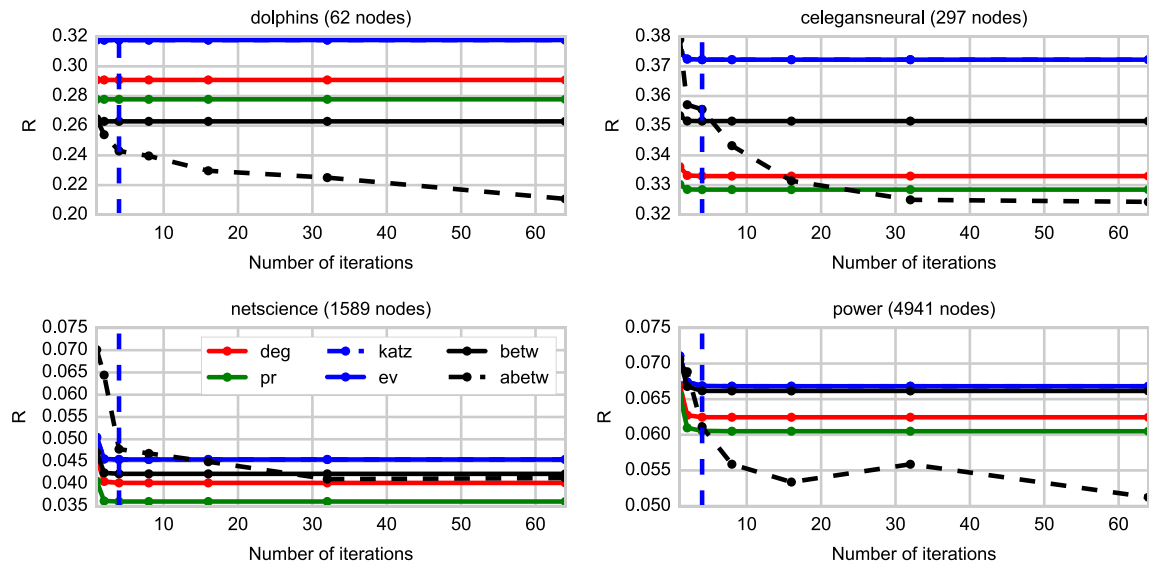 dolphins (62 nodes)
0.32
0.30
0.28
0.26
0.24
0.22
0.20
R
10 20 30 40 50 60
Number of iterations
celegansneural (297 nodes)
0.38
0.37
0.36
0.35
0.34
0.33
0.32
R
10 20 30 40 50 60
Number of iterations
netscience (1589 nodes)
0.075
0.070
0.065
0.060
0.055
0.050
0.045
0.040
0.035
R
deg katz betw
pr ev abetw
10 20 30 40 50 60
Number of iterations
power (4941 nodes)
0.075
0.070
0.065
0.060
0.055
0.050
R
10 20 30 40 50 60
Number of iterations